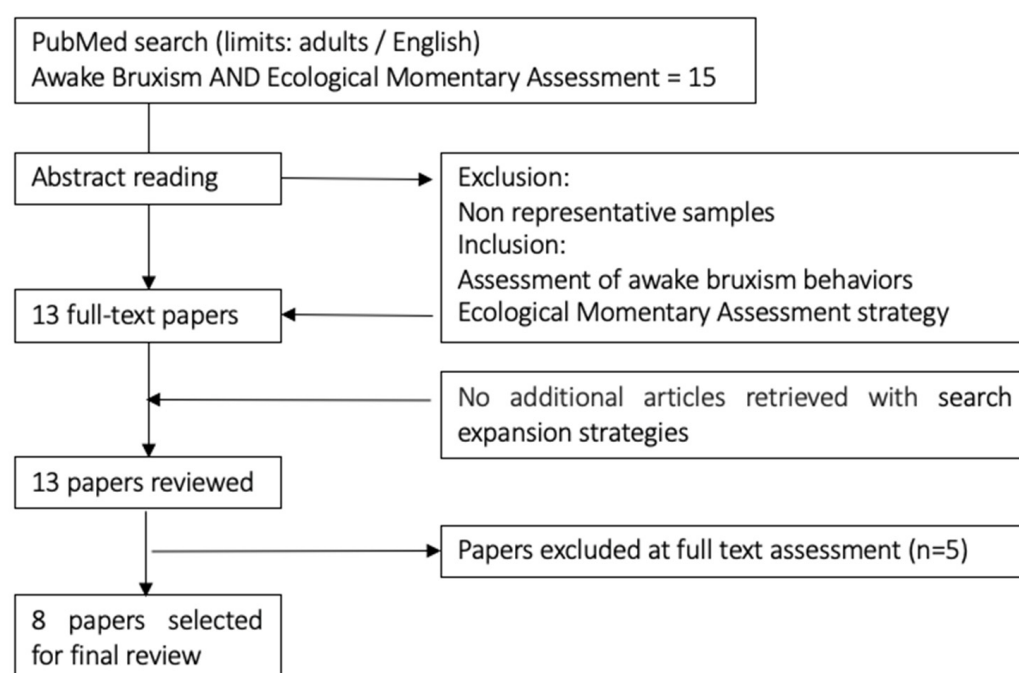 PubMed search (limits: adults / English)
Awake Bruxism AND Ecological Momentary Assessment = 15
Abstract reading
Exclusion:
Non representative samples
Inclusion:
Assessment of awake bruxism behaviors
Ecological Momentary Assessment strategy
13 full-text papers
No additional articles retrieved with search
expansion strategies
13 papers reviewed
Papers excluded at full text assessment (n=5)
8 papers selected
for final review